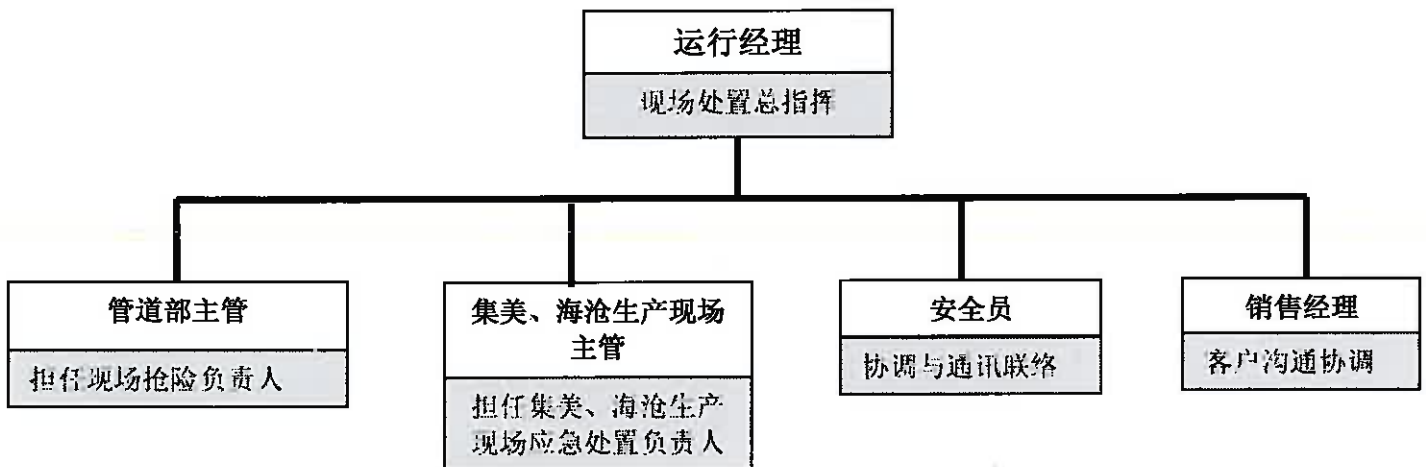 运行经理
现场处置总指挥
管道部主管
担任现场抢险负责人
集美、海沧生产现场
主管
担任集美、海沧生产
现场应急处置负责人
安全员
协调与通讯联络
销售经理
客户沟通协调